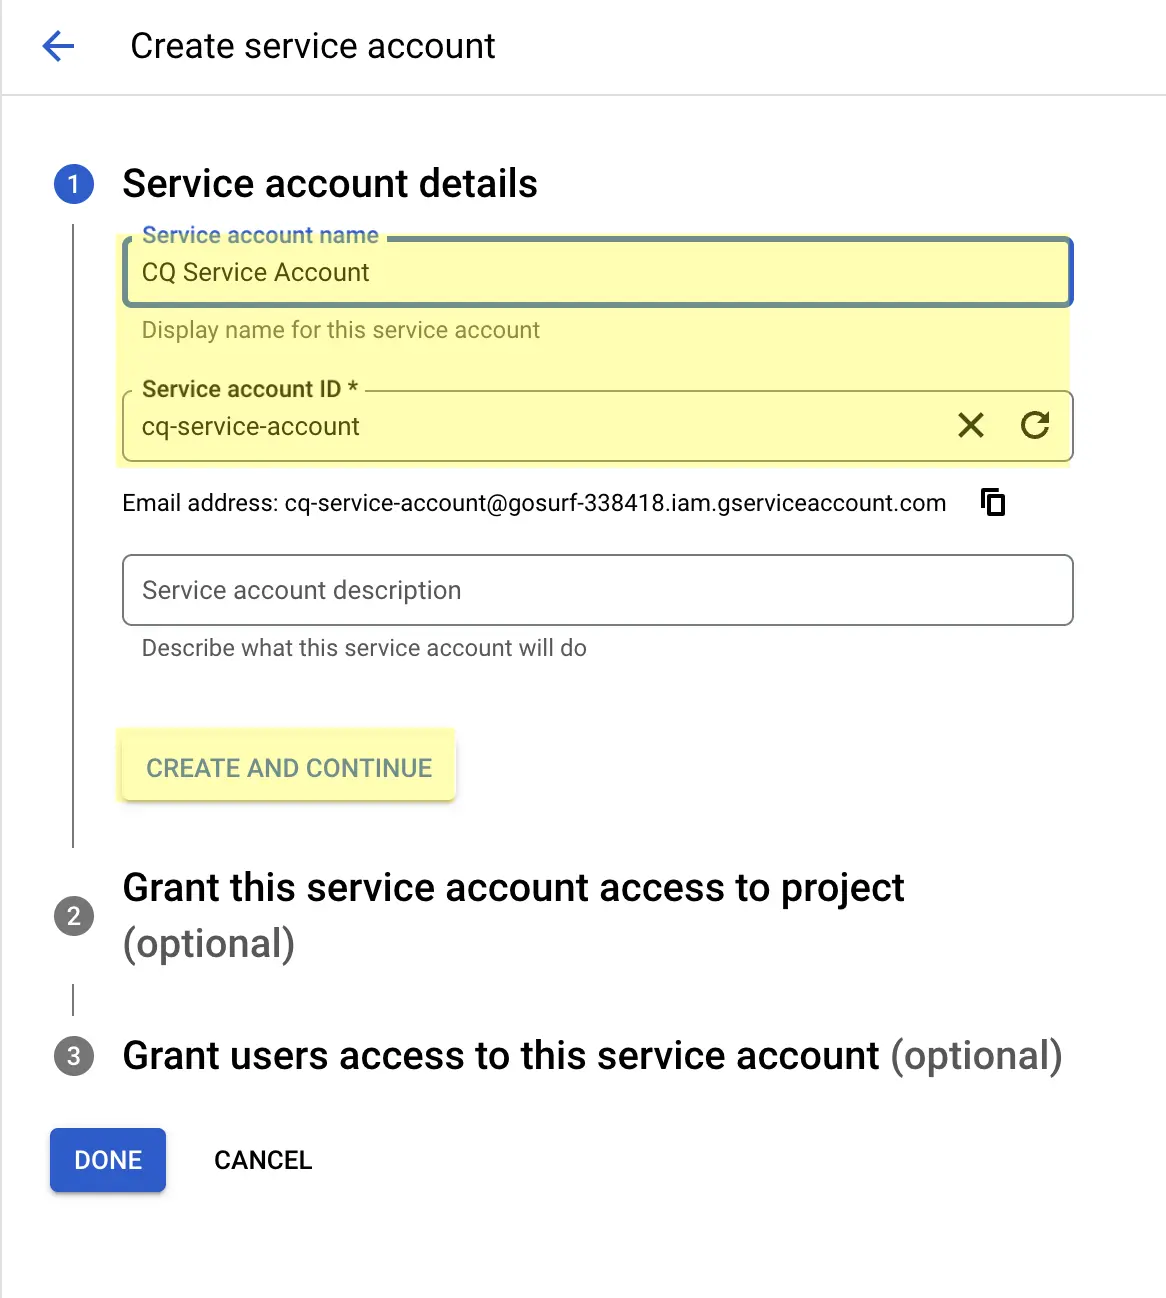 Create service account
1
Service account details
Service account name
CQ Service Account
Display name for this service account
Service account ID *
cq-service-account
Email address: cq-service-account@gosurf-338418.iam.gserviceaccount.com
Service account description
Describe what this service account will do
CREATE AND CONTINUE
2
Grant this service account access to project
(optional)
3
Grant users access to this service account (optional)
DONE
CANCEL